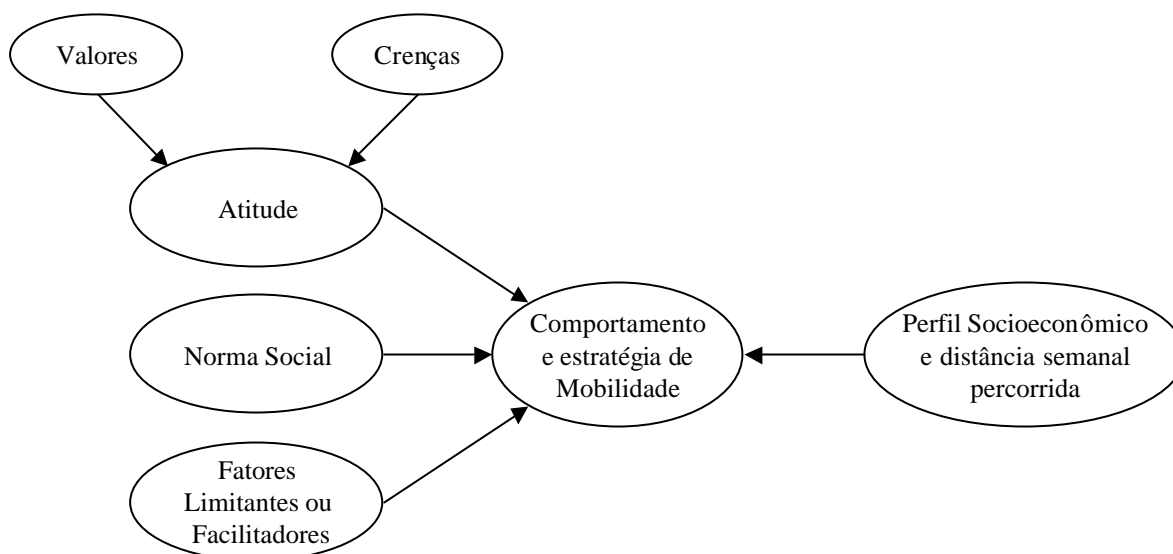 Valores
Crenças
Atitude
Norma Social
Fatores
Limitantes ou
Facilitadores
Comportamento
e estratégia de
Mobilidade
Perfil Socioeconômico
e distância semanal
percorrida